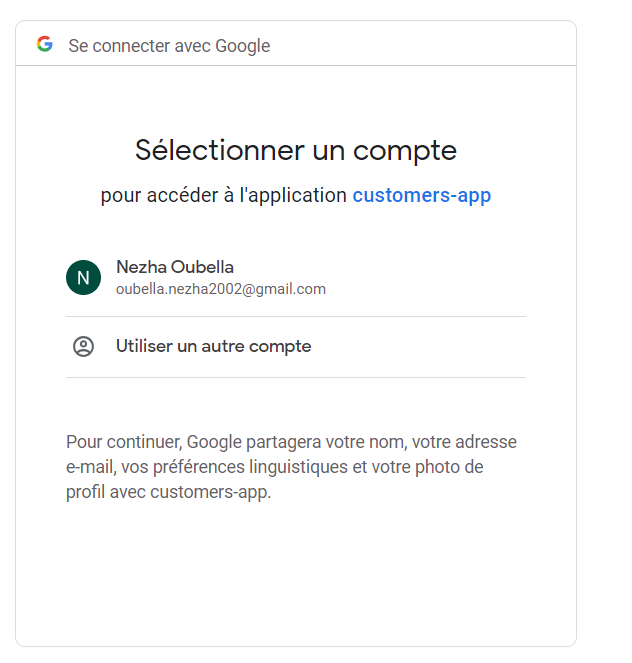 Se connecter avec Google
Sélectionner un compte
pour accéder à l'application customers-app
N
Nezha Oubella
oubella.nezha2002@gmail.com
Utiliser un autre compte
Pour continuer, Google partagera votre nom, votre adresse
e-mail, vos préférences linguistiques et votre photo de
profil avec customers-app.